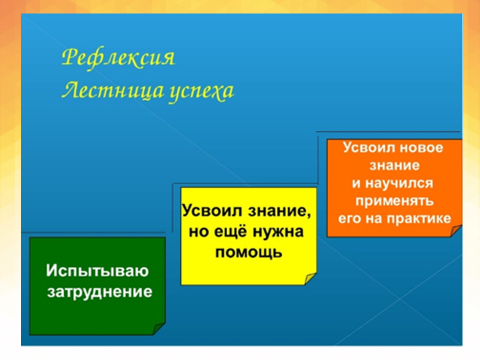 Рефлексия
Лестница успеха
Усвоил новое
знание
и научился
применять
его на практике
Усвоил знание,
но ещё нужна
помощь
Испытываю
затруднение